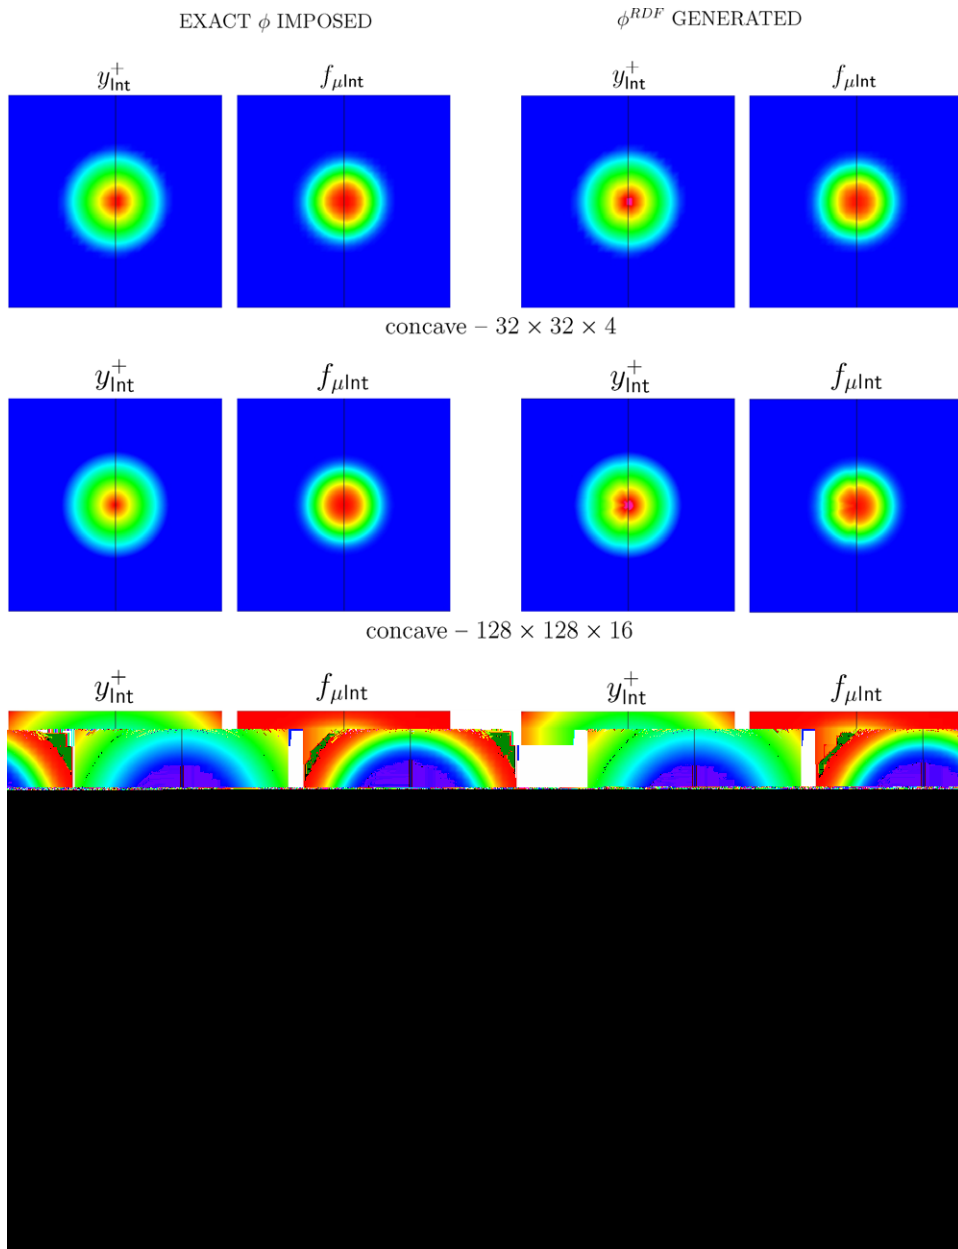 EXACT ϕ IMPOSED ϕ^{RDF} GENERATED
y^+_{Int} f_{μInt} y^+_{Int} f_{μInt}
concave – 32 × 32 × 4
y^+_{Int} f_{μInt} y^+_{Int} f_{μInt}
concave – 128 × 128 × 16
y^+_{Int} f_{μInt} y^+_{Int} f_{μInt}